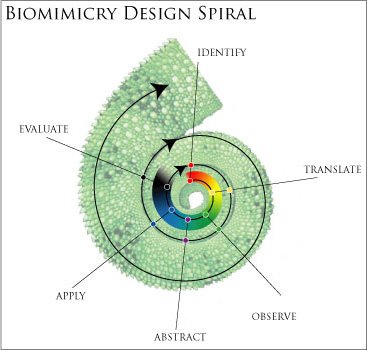 BIOMIMICRY DESIGN SPIRAL
IDENTIFY
EVALUATE
TRANSLATE
APPLY
OBSERVE
ABSTRACT